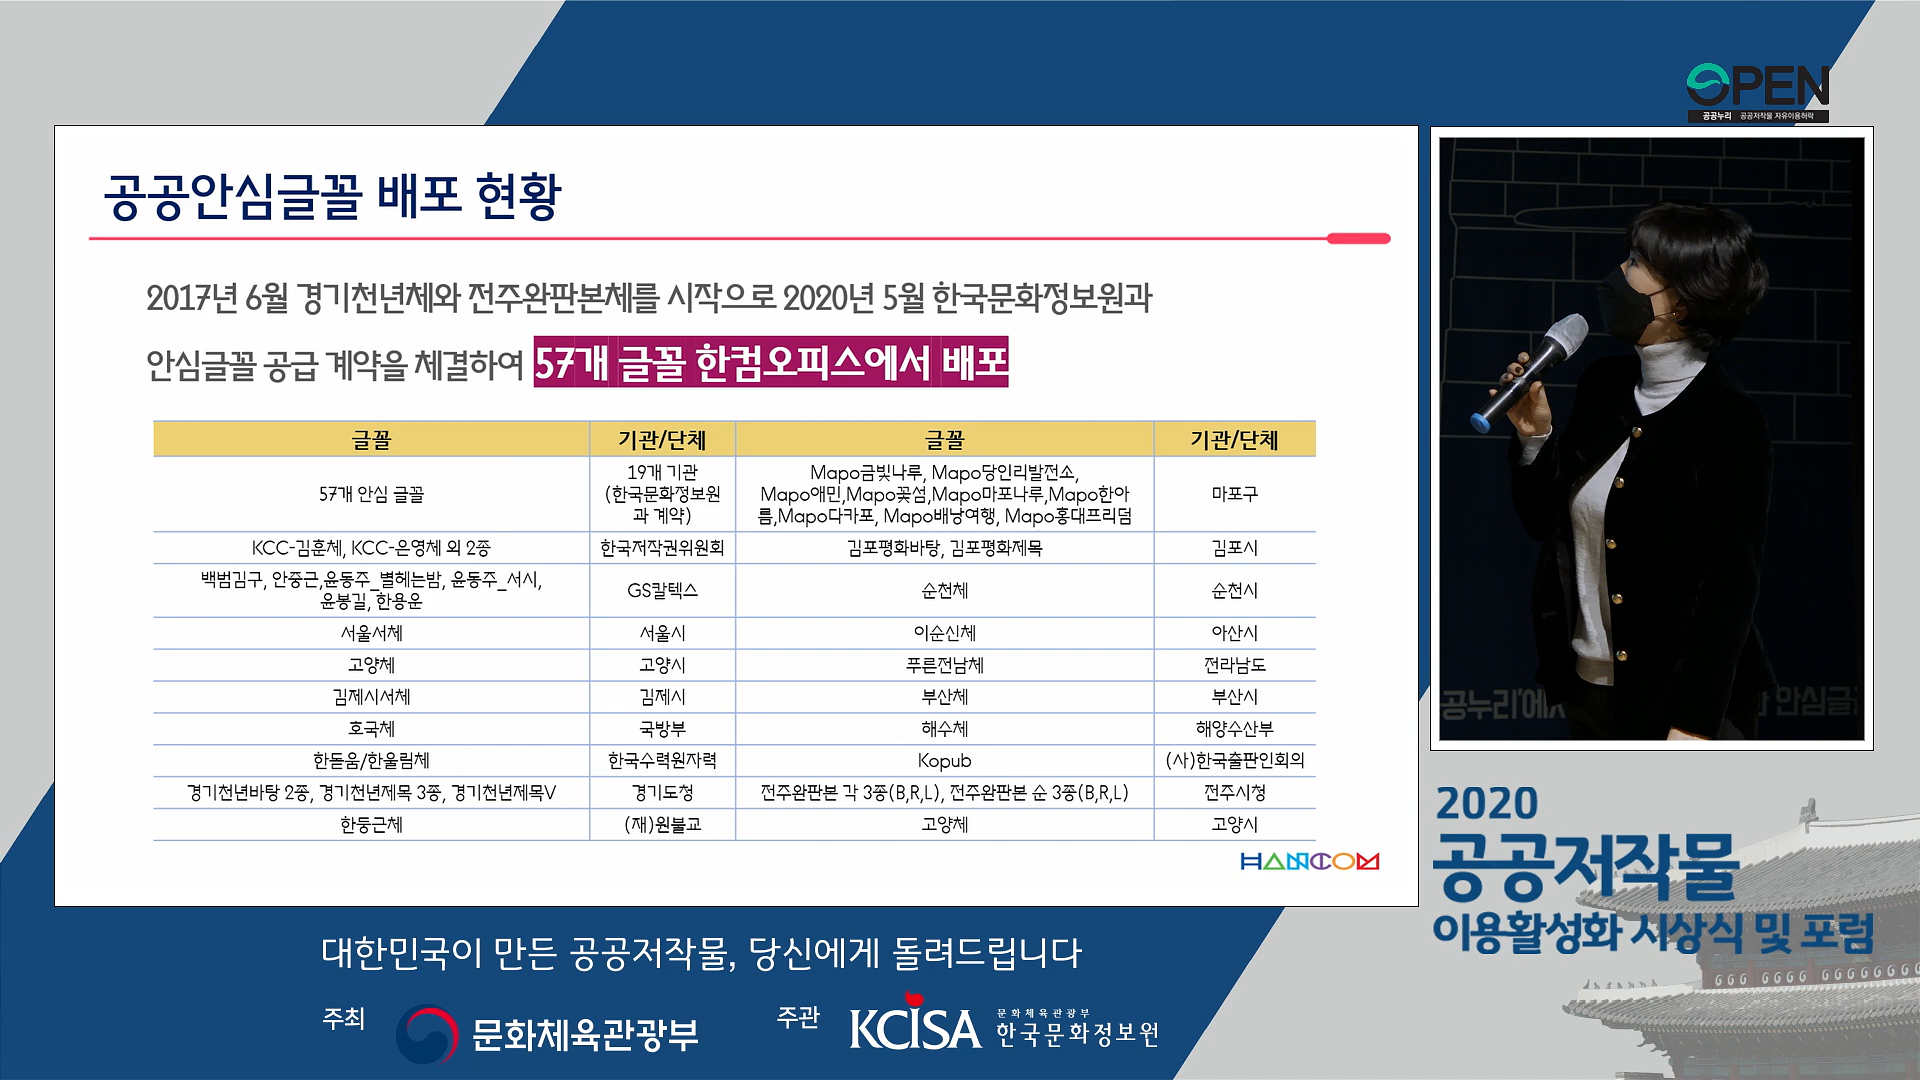 OPEN
공공누리 공공저작물 자유이용허락
공공안심글꼴 배포 현황
2017년 6월 경기천년체와 전주완판본체를 시작으로 2020년 5월 한국문화정보원과
안심글꼴 공급 계약을 체결하여 57개 글꼴 한컴오피스에서 배포
글꼴 기관/단체 글꼴 기관/단체
57개 안심 글꼴
19개 기관
(한국문화정보원
과 계약)
Mapo금빛나루, Mapo당인리발전소,
Mapo애민,Mapo꽃섬,Mapo마포나루,Mapo한아
름,Mapo다카포, Mapo배낭여행, Mapo홍대프리덤
마포구
KCC-김훈체, KCC-은영체 외 2종 한국저작권위원회 김포평화바탕, 김포평화제목 김포시
백범김구, 안중근,윤동주_별헤는밤, 윤동주_서시,
윤봉길, 한용운
GS칼텍스 순천체 순천시
서울서체 서울시 이순신체 아산시
고양체 고양시 푸른전남체 전라남도
김제시서체 김제시 부산체 부산시
호국체 국방부 해수체 해양수산부
한돋움/한울림체 한국수력원자력 Kopub (사)한국출판인회의
경기천년바탕 2종, 경기천년제목 3종, 경기천년제목V 경기도청 전주완판본 각 3종(B,R,L), 전주완판본 순 3종(B,R,L) 전주시청
한둥근체 (재)원불교 고양체 고양시
HANCOM
공누리'에서
안심글
2020
공공저작물
이용활성화 시상식 및 포럼
대한민국이 만든 공공저작물, 당신에게 돌려드립니다
주최 문화체육관광부
주관 KCISA
문화체육관광부
한국문화정보원